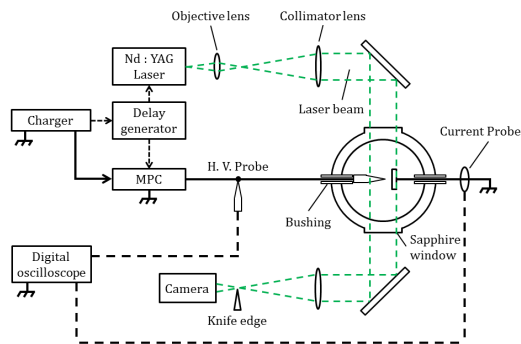 Objective lens
Collimator lens
Nd : YAG
Laser
Laser beam
Charger
Delay
generator
Current Probe
H. V. Probe
MPC
Bushing
Sapphire
window
Digital
oscilloscope
Camera
Knife edge